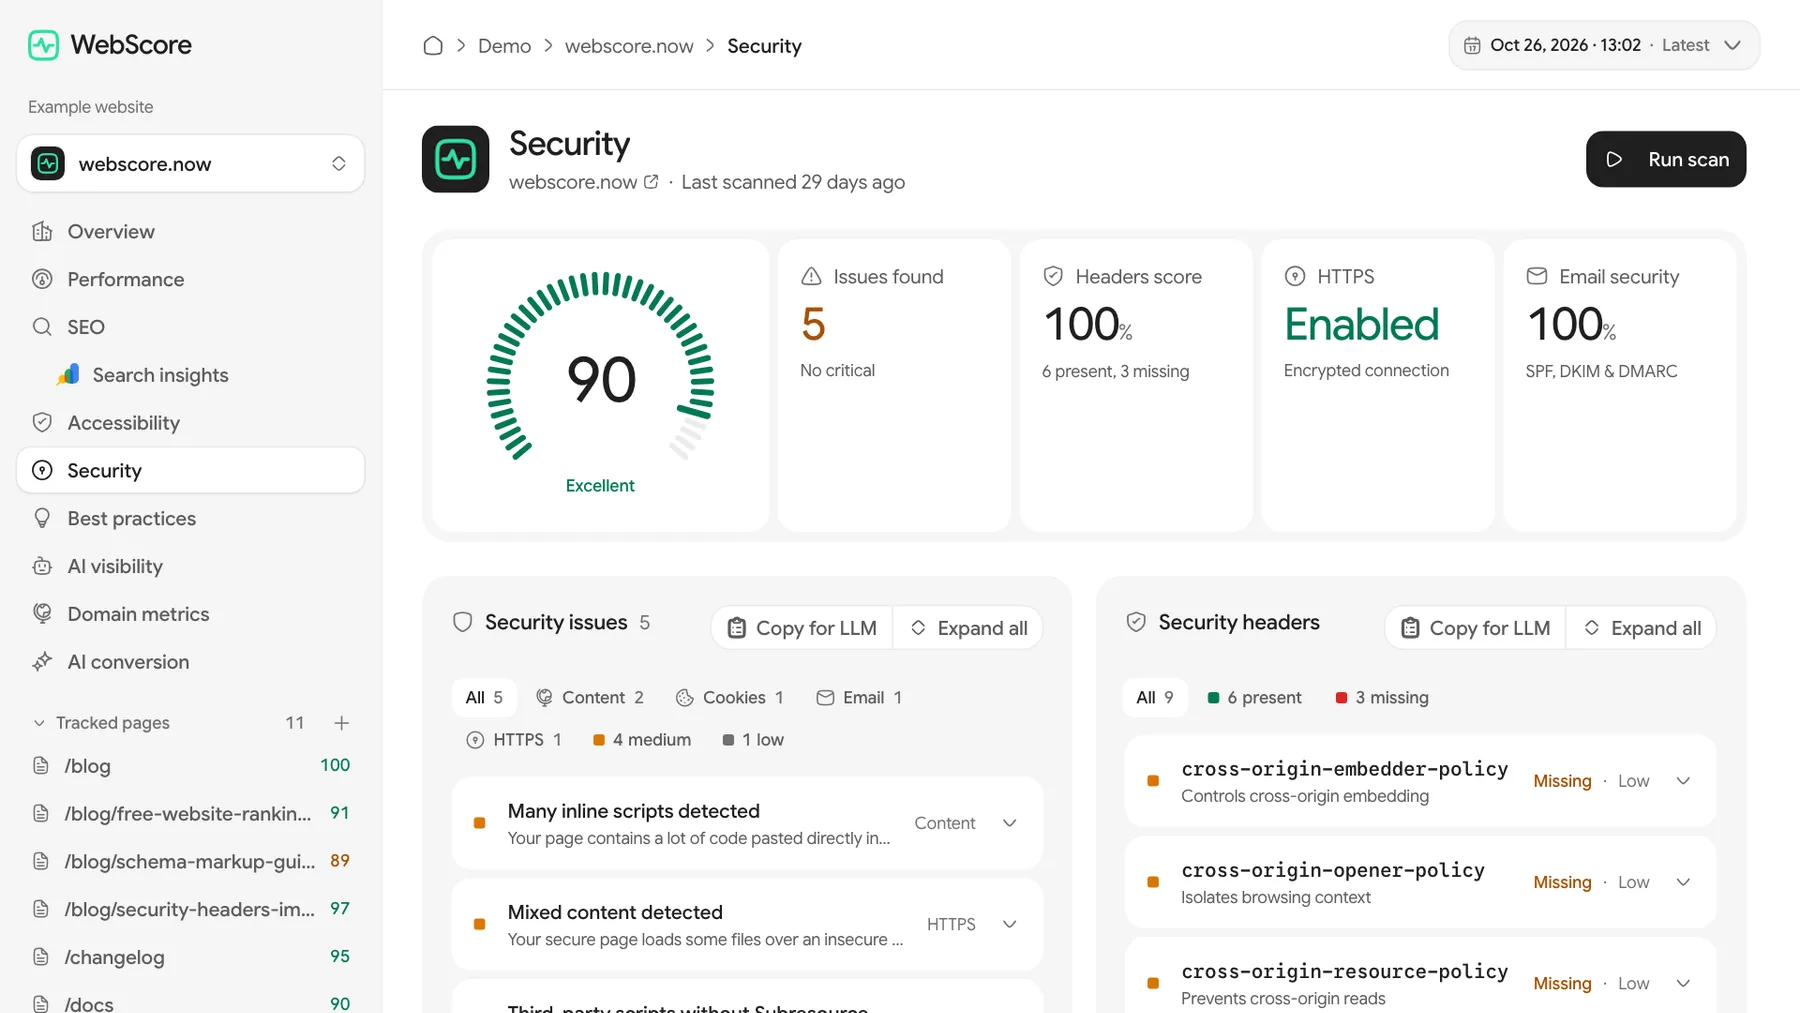 WebScore
Example website
webscore.now
Overview
Performance
SEO
Search insights
Accessibility
Security
Best practices
AI visibility
Domain metrics
AI conversion
Tracked pages 11
/blog 100
/blog/free-website-rankin... 91
/blog/schema-markup-gui... 89
/blog/security-headers-im... 97
/changelog 95
/docs 90
Demo
webscore.now
Security
Oct 26, 2026 · 13:02 · Latest
Security
webscore.now · Last scanned 29 days ago
Run scan
90
Excellent
Issues found
5
No critical
Headers score
100%
6 present, 3 missing
HTTPS
Enabled
Encrypted connection
Email security
100%
SPF, DKIM & DMARC
Security issues 5
Copy for LLM
Expand all
All 5
Content 2
Cookies 1
Email 1
HTTPS 1
4 medium
1 low
Many inline scripts detected
Your page contains a lot of code pasted directly in...
Content
Mixed content detected
Your secure page loads some files over an insecure ...
HTTPS
Third-party scripts without Subresource
Security headers
Copy for LLM
Expand all
All 9
6 present
3 missing
cross-origin-embedder-policy
Controls cross-origin embedding
Missing · Low
cross-origin-opener-policy
Isolates browsing context
Missing · Low
cross-origin-resource-policy
Prevents cross-origin reads
Missing · Low